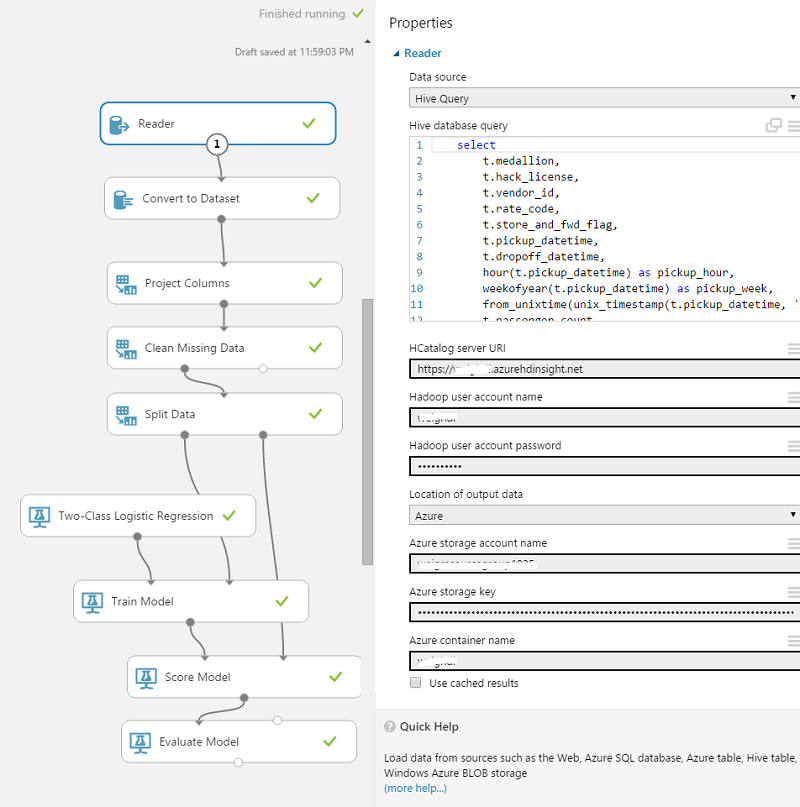 Finished running
Draft saved at 11:59:03 PM
Reader
1
Convert to Dataset
Project Columns
Clean Missing Data
Split Data
Two-Class Logistic Regression
Train Model
Score Model
Evaluate Model
Properties
Reader
Data source
Hive Query
Hive database query
1 select
2 t.medallion,
3 t.hack_license,
4 t.vendor_id,
5 t.rate_code,
6 t.store_and_fwd_flag,
7 t.pickup_datetime,
8 t.dropoff_datetime,
9 hour(t.pickup_datetime) as pickup_hour,
10 weekofyear(t.pickup_datetime) as pickup_week,
11 from_unixtime(unix_timestamp(t.pickup_datetime, '
12 t.passenger_count
HCatalog server URI
https:// .azurehdinsight.net
Hadoop user account name
Hadoop user account password
••••••••••
Location of output data
Azure
Azure storage account name
Azure storage key
Azure container name
Use cached results
Quick Help
Load data from sources such as the Web, Azure SQL database, Azure table, Hive table,
Windows Azure BLOB storage
(more help...)